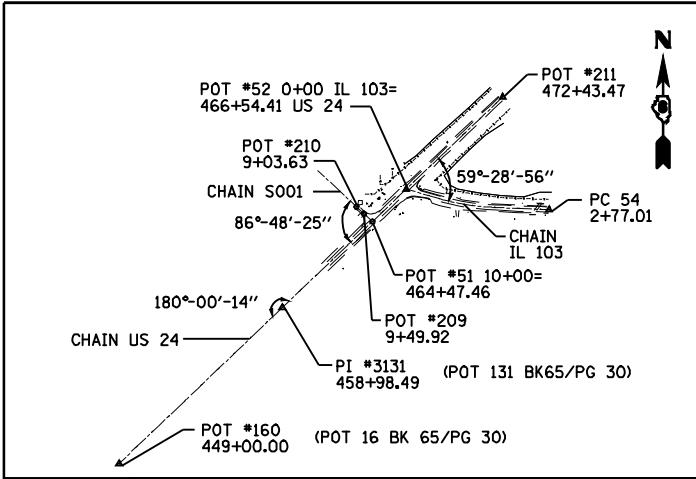 N
POT #211
472+43.47
POT #52 0+00 IL 103=
466+54.41 US 24
POT #210
9+03.63
59°-28'-56"
CHAIN S001
PC 54
2+77.01
86°-48'-25"
CHAIN
IL 103
POT #51 10+00=
464+47.46
180°-00'-14"
POT #209
9+49.92
CHAIN US 24
PI #3131
458+98.49
(POT 131 BK65/PG 30)
POT #160
449+00.00
(POT 16 BK 65/PG 30)